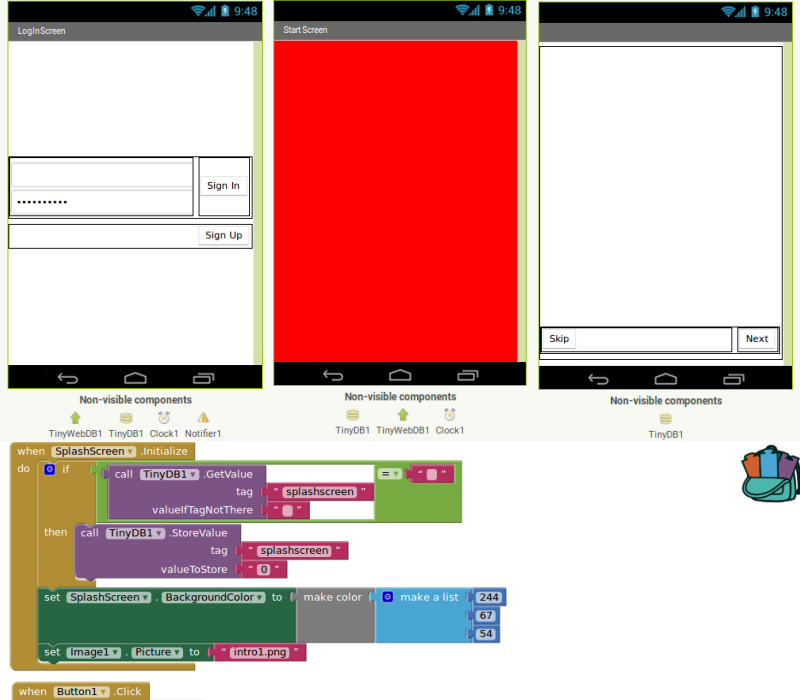 9:48
9:48
9:48
LogInScreen
Start Screen
Sign In
••••••••••
Sign Up
Skip
Next
Non-visible components
TinyWebDB1 TinyDB1 Clock1 Notifier1
Non-visible components
TinyDB1 TinyWebDB1 Clock1
Non-visible components
TinyDB1
when SplashScreen .Initialize
do if call TinyDB1 .GetValue = " "
tag " splashscreen "
valueIfTagNotThere " "
then call TinyDB1 .StoreValue
tag " splashscreen "
valueToStore " 0 "
set SplashScreen . BackgroundColor to make color make a list 244
67
54
set Image1 . Picture to " intro1.png "
when Button1 .Click